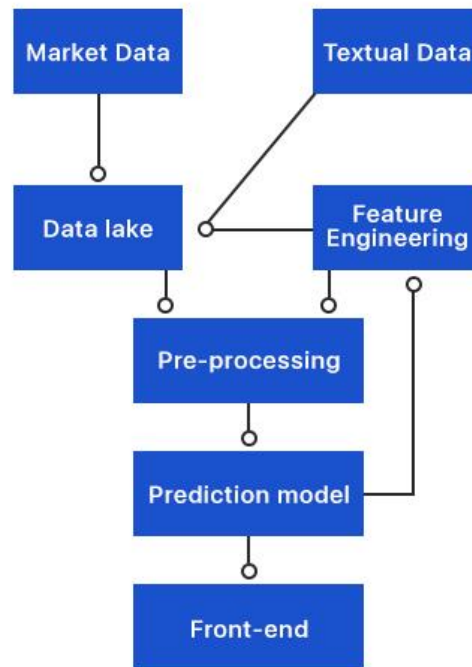 Market Data
Textual Data
Data lake
Feature
Engineering
Pre-processing
Prediction model
Front-end